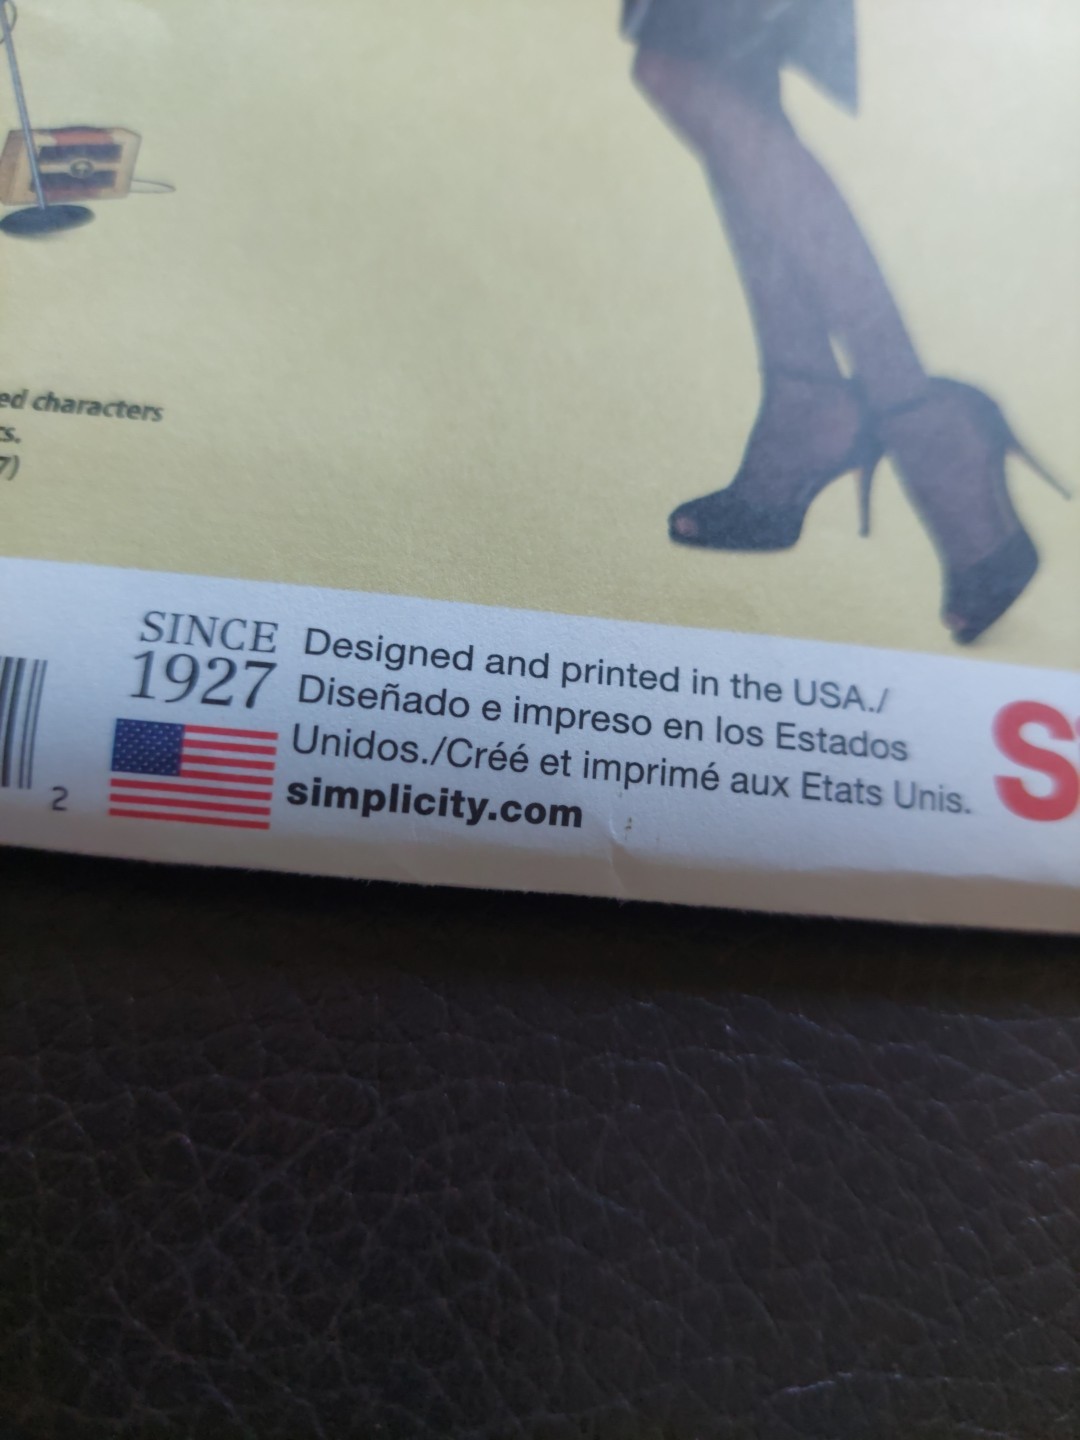 ed characters
s.
7)
SINCE
1927
Designed and printed in the USA./
Diseñado e impreso en los Estados
Unidos./Créé et imprimé aux Etats Unis.
simplicity.com
2
S